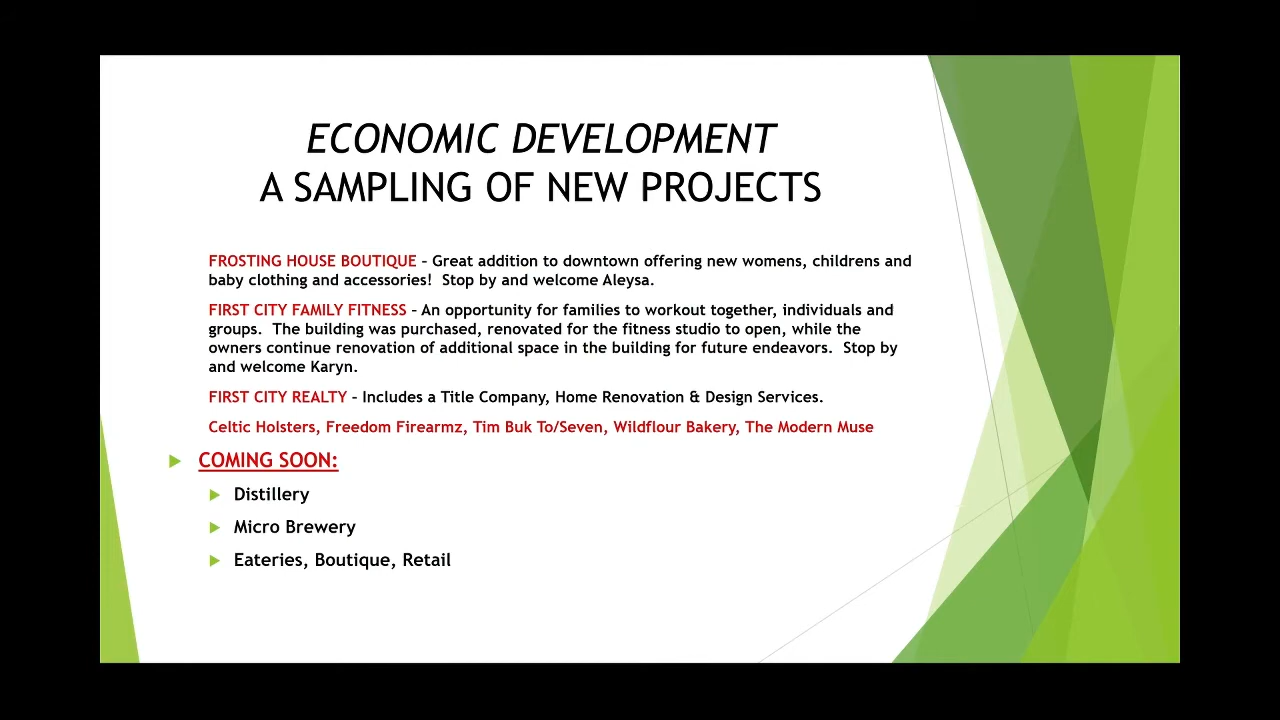 ECONOMIC DEVELOPMENT
A SAMPLING OF NEW PROJECTS
FROSTING HOUSE BOUTIQUE – Great addition to downtown offering new womens, childrens and
baby clothing and accessories! Stop by and welcome Aleysa.
FIRST CITY FAMILY FITNESS – An opportunity for families to workout together, individuals and
groups. The building was purchased, renovated for the fitness studio to open, while the
owners continue renovation of additional space in the building for future endeavors. Stop by
and welcome Karyn.
FIRST CITY REALTY – Includes a Title Company, Home Renovation & Design Services.
Celtic Holsters, Freedom Firearmz, Tim Buk To/Seven, Wildflour Bakery, The Modern Muse
COMING SOON:
Distillery
Micro Brewery
Eateries, Boutique, Retail